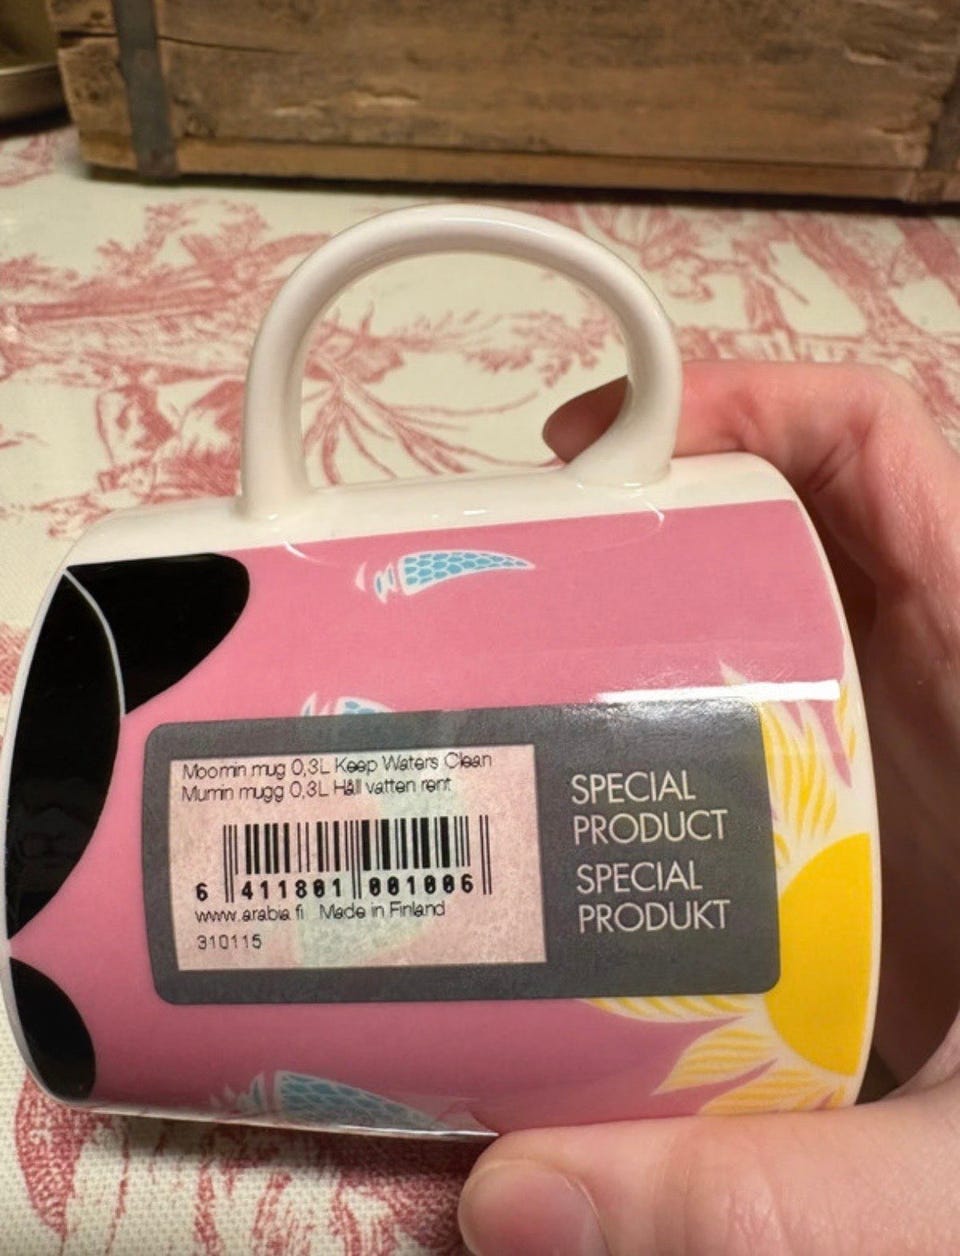 Moomin mug 0,3L Keep Waters Clean
Mumin mugg 0,3L Håll vatten rent
6 411801 001006
www.arabia.fi Made in Finland
310115
SPECIAL
PRODUCT
SPECIAL
PRODUKT